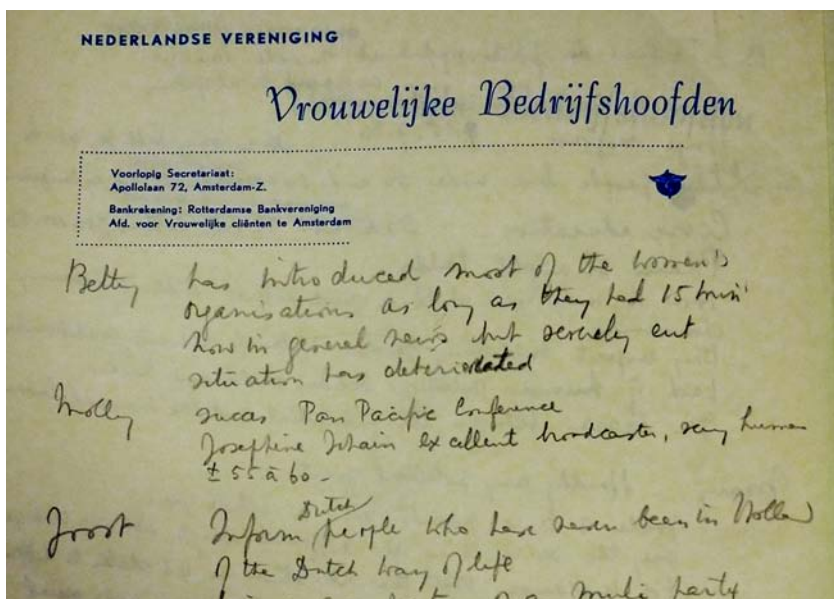 NEDERLANDSE VERENIGING
Vrouwelijke Bedrijfshoofden
Voorlopig Secretariaat:
Apollolaan 72, Amsterdam-Z.
Bankrekening: Rotterdamse Bankvereniging
Afd. voor Vrouwelijke cliënten te Amsterdam
Betty has introduced most of the women's
organisations as long as they had 15 min
now in general news but severely cut
situation has deteriorated
Molly succes Pan Pacific Conference
Josephine Schain excellent broadcaster, very human
± 55 à 60 -
Dutch
Joost Inform people who have never been in Holland
of the Dutch way of life
party